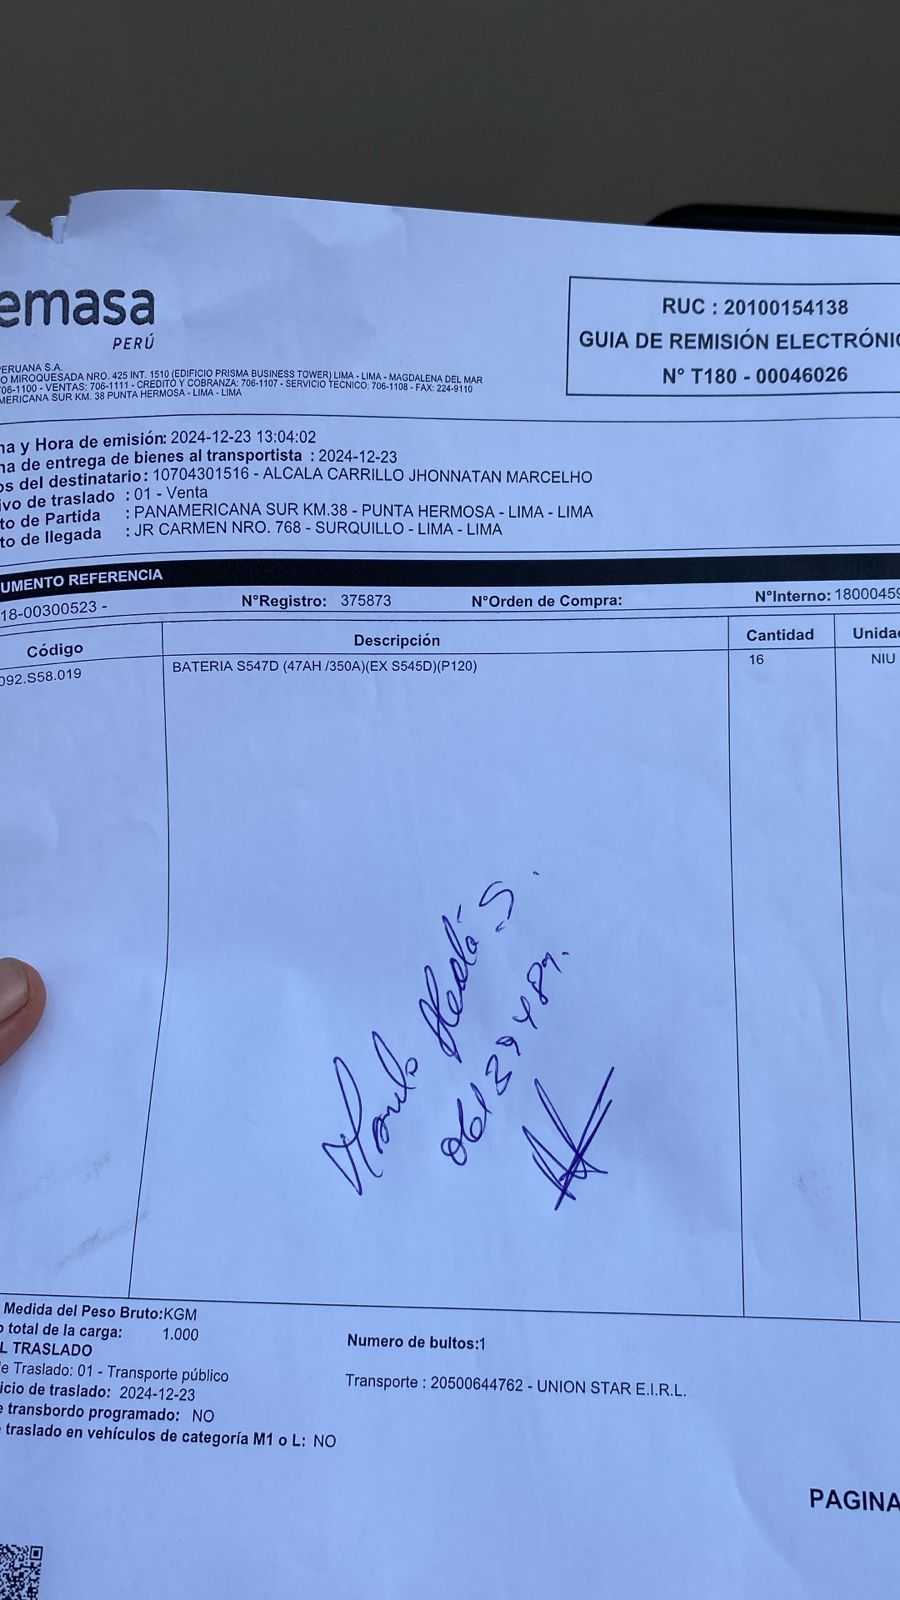 emasa
PERÚ
PERUANA S.A.
O MIROQUESADA NRO. 425 INT. 1510 (EDIFICIO PRISMA BUSINESS TOWER) LIMA - LIMA - MAGDALENA DEL MAR
706-1100 - VENTAS: 706-1111 - CREDITO Y COBRANZA: 706-1107 - SERVICIO TECNICO: 706-1108 - FAX: 224-9110
MERICANA SUR KM. 38 PUNTA HERMOSA - LIMA - LIMA
RUC : 20100154138
GUIA DE REMISIÓN ELECTRÓNIC
N° T180 - 00046026
na y Hora de emisión: 2024-12-23 13:04:02
na de entrega de bienes al transportista : 2024-12-23
os del destinatario: 10704301516 - ALCALA CARRILLO JHONNATAN MARCELHO
ivo de traslado : 01 - Venta
to de Partida : PANAMERICANA SUR KM.38 - PUNTA HERMOSA - LIMA - LIMA
to de llegada : JR CARMEN NRO. 768 - SURQUILLO - LIMA - LIMA
UMENTO REFERENCIA
18-00300523 - N°Registro: 375873 N°Orden de Compra: N°Interno: 18000459
Código Descripción Cantidad Unida
092.S58.019 BATERIA S547D (47AH /350A)(EX S545D)(P120) 16 NIU
Medida del Peso Bruto:KGM
o total de la carga: 1.000 Numero de bultos:1
L TRASLADO
e Traslado: 01 - Transporte público Transporte : 20500644762 - UNION STAR E.I.R.L.
icio de traslado: 2024-12-23
e transbordo programado: NO
traslado en vehículos de categoría M1 o L: NO
PAGINA